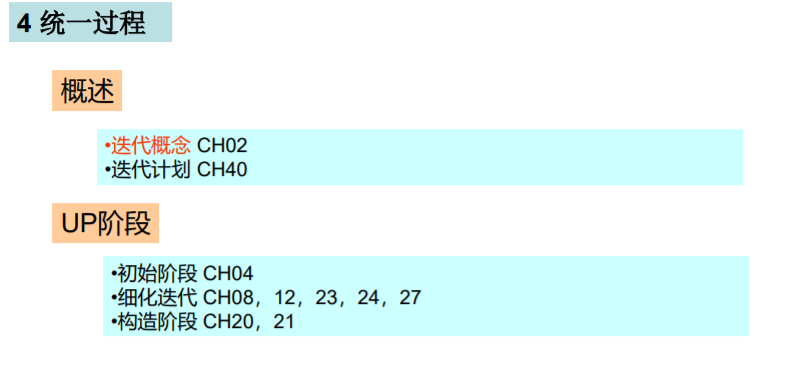 4 统一过程
概述
•迭代概念 CH02
•迭代计划 CH40
UP阶段
•初始阶段 CH04
•细化迭代 CH08，12，23，24，27
•构造阶段 CH20，21